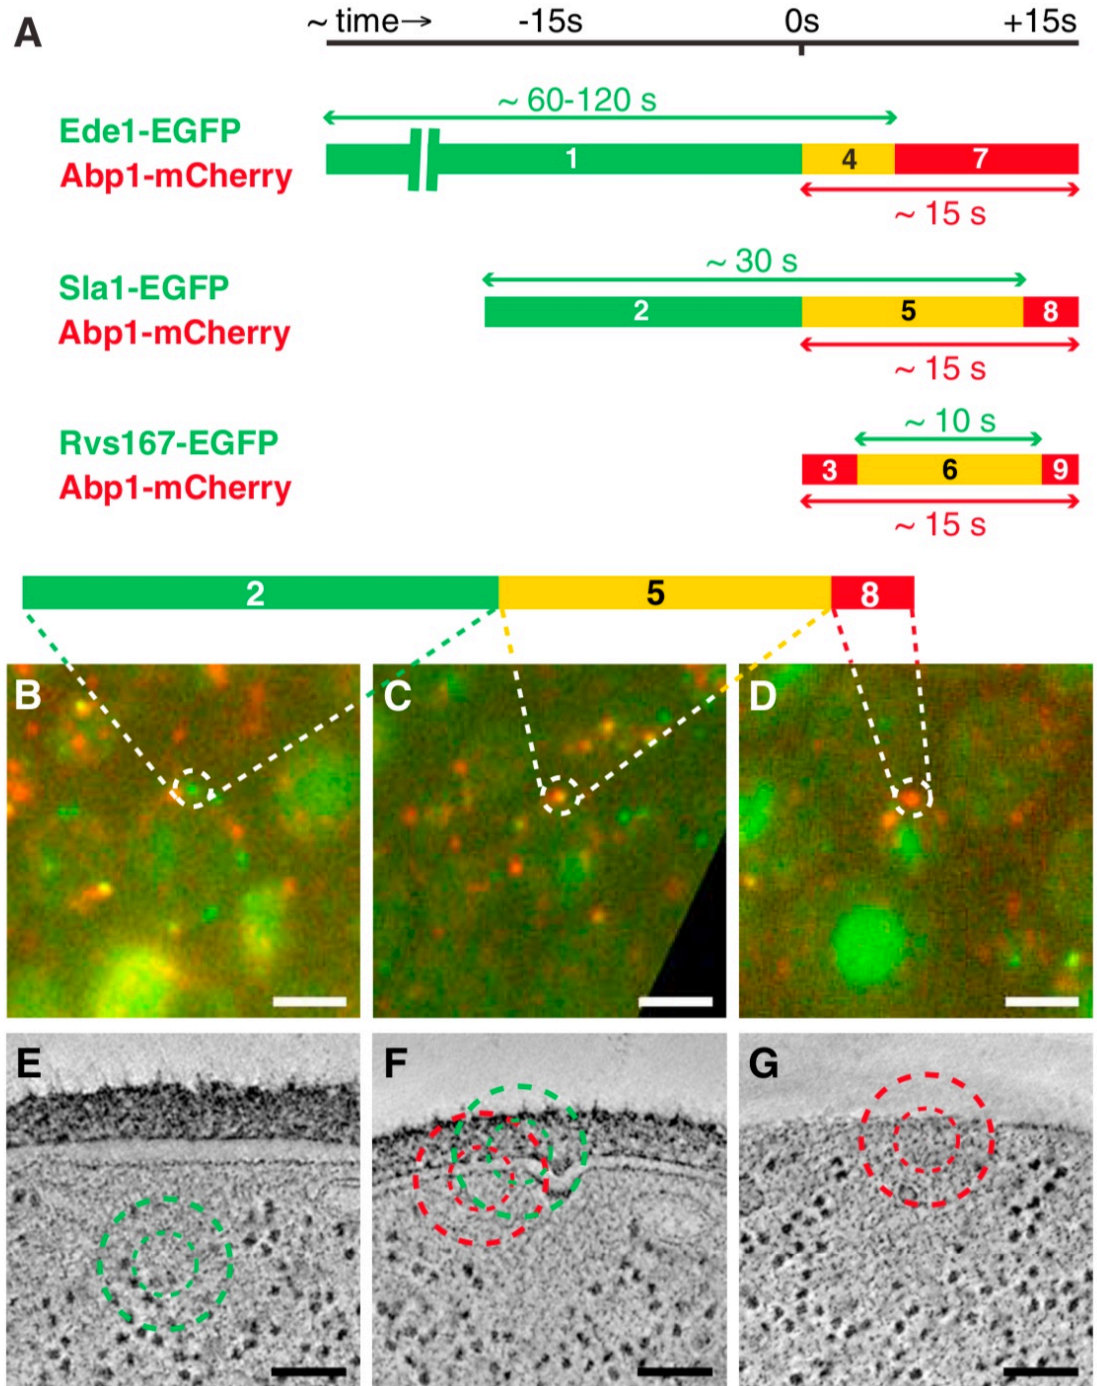 A
~ time→ -15s 0s +15s
~ 60-120 s
Ede1-EGFP
Abp1-mCherry
1 4 7
~ 15 s
~ 30 s
Sla1-EGFP
Abp1-mCherry
2 5 8
~ 15 s
~ 10 s
Rvs167-EGFP
Abp1-mCherry
3 6 9
~ 15 s
2 5 8
B C D
E F G